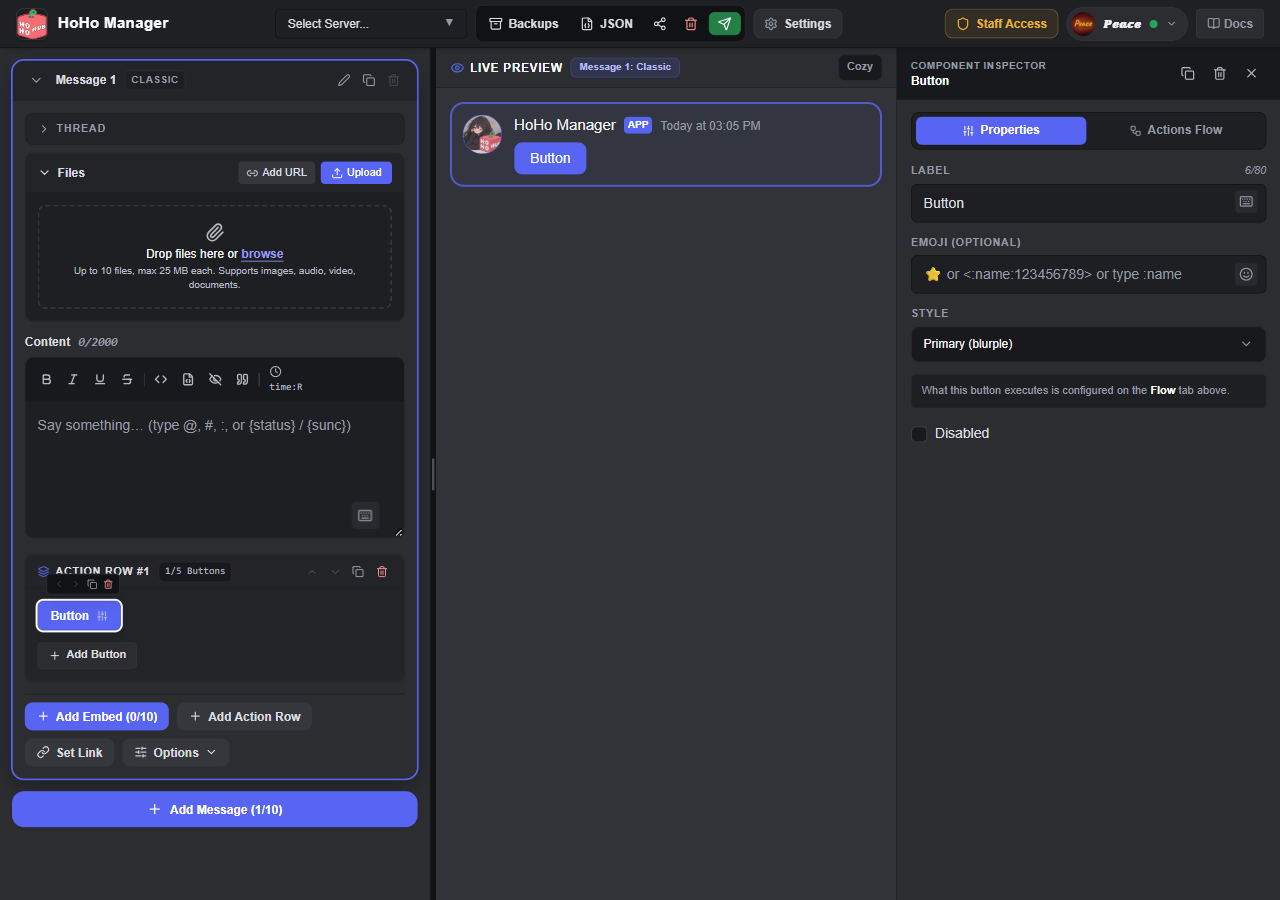 HoHo Manager
Select Server...
Backups
JSON
Settings
Staff Access
Peace
Docs
Message 1
CLASSIC
THREAD
Files
Add URL
Upload
Drop files here or browse
Up to 10 files, max 25 MB each. Supports images, audio, video,
documents.
Content 0/2000
time:R
Say something... (type @, #, :, or {status} / {sunc})
ACTION ROW #1
1/5 Buttons
Button
Add Button
Add Embed (0/10)
Add Action Row
Set Link
Options
Add Message (1/10)
LIVE PREVIEW
Message 1: Classic
Cozy
HoHo Manager APP Today at 03:05 PM
Button
COMPONENT INSPECTOR
Button
Properties
Actions Flow
LABEL
6/80
Button
EMOJI (OPTIONAL)
⭐ or <:name:123456789> or type :name
STYLE
Primary (blurple)
What this button executes is configured on the Flow tab above.
Disabled